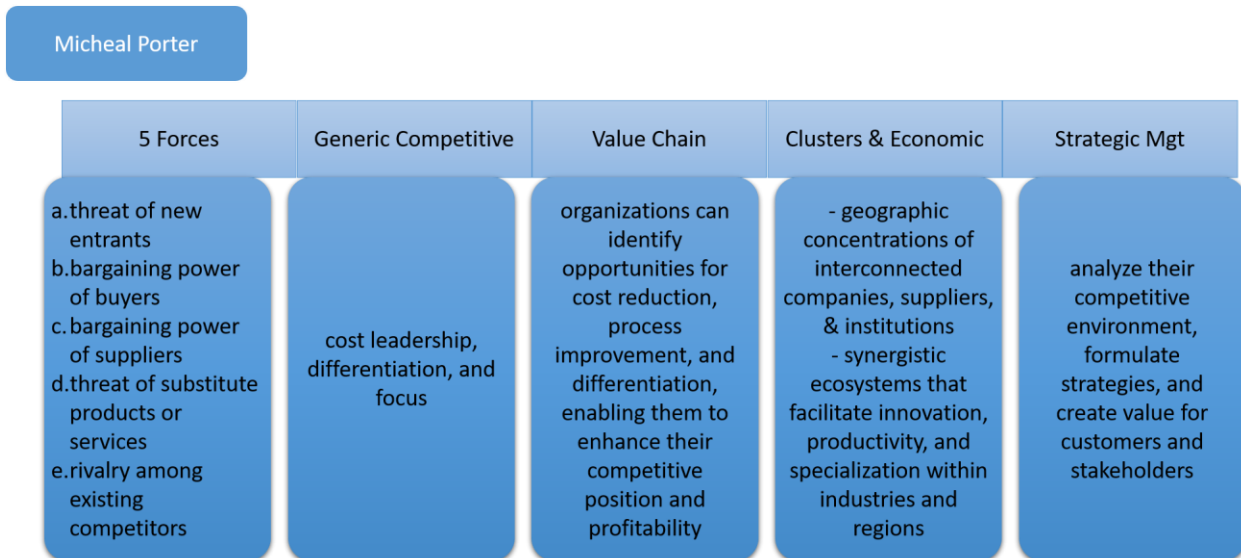 Micheal Porter
5 Forces
Generic Competitive
Value Chain
Clusters & Economic
Strategic Mgt
a. threat of new
entrants
b. bargaining power
of buyers
c. bargaining power
of suppliers
d. threat of substitute
products or
services
e. rivalry among
existing
competitors
cost leadership,
differentiation, and
focus
organizations can
identify
opportunities for
cost reduction,
process
improvement, and
differentiation,
enabling them to
enhance their
competitive
position and
profitability
- geographic
concentrations of
interconnected
companies, suppliers,
& institutions
- synergistic
ecosystems that
facilitate innovation,
productivity, and
specialization within
industries and
regions
analyze their
competitive
environment,
formulate
strategies, and
create value for
customers and
stakeholders